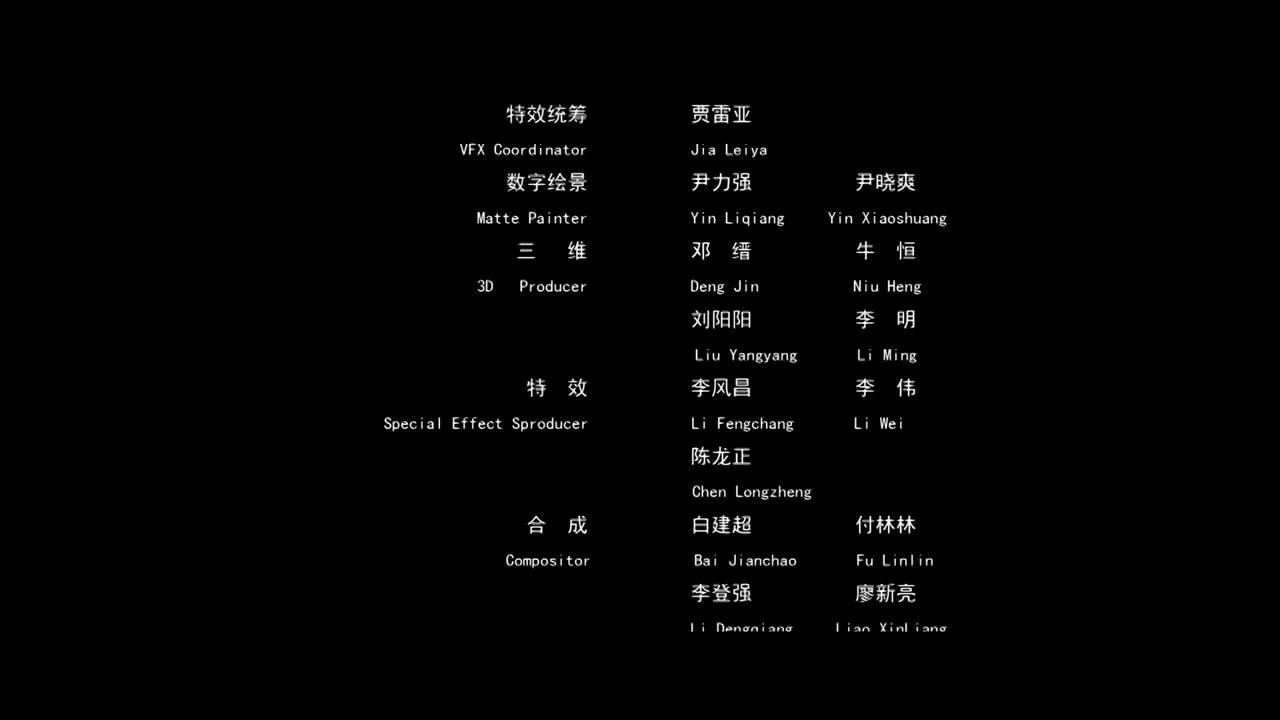 特效统筹 贾雷亚
VFX Coordinator Jia Leiya
数字绘景 尹力强 尹晓爽
Matte Painter Yin Liqiang Yin Xiaoshuang
三 维 邓 缙 牛 恒
3D Producer Deng Jin Niu Heng
刘阳阳 李 明
Liu Yangyang Li Ming
特 效 李风昌 李 伟
Special Effect Sproducer Li Fengchang Li Wei
陈龙正
Chen Longzheng
合 成 白建超 付林林
Compositor Bai Jianchao Fu Linlin
李登强 廖新亮
Li Dengqiang Liao XinLiang